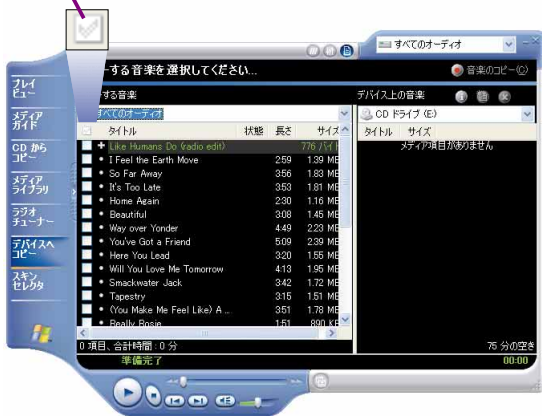 すべてのオーディオ
ーする音楽を選択してください...
音楽のコピー(C)
プレイ
ビュー
メディア
ガイド
CD から
コピー
メディア
ライブラリ
ラジオ
チューナー
デバイスへ
コピー
スキン
セレクタ
する音楽
すべてのオーディオ
タイトル 状態 長さ サイズ
Like Humans Do (radio edit) 776 バイト
I Feel the Earth Move 2:59 1.39 MB
So Far Away 3:56 1.83 MB
It's Too Late 3:53 1.81 MB
Home Again 2:30 1.16 MB
Beautiful 3:08 1.45 MB
Way over Yonder 4:49 2.23 MB
You've Got a Friend 5:09 2.39 MB
Here You Lead 3:20 1.55 MB
Will You Love Me Tomorrow 4:13 1.95 MB
Smackwater Jack 3:42 1.72 MB
Tapestry 3:15 1.51 MB
(You Make Me Feel Like) A ... 3:51 1.78 MB
Really Rosie 1:51 890 KB
0 項目、合計時間 : 0 分
デバイス上の音楽
CD ドライブ (E:)
タイトル サイズ
メディア項目がありません
75 分の空き
準備完了
00:00